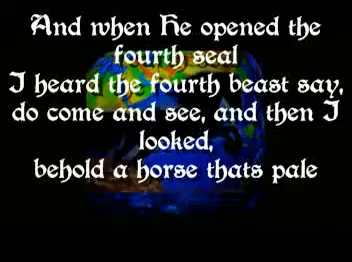 And when He opened the
fourth seal
I heard the fourth beast say,
do come and see, and then I
looked,
behold a horse thats pale